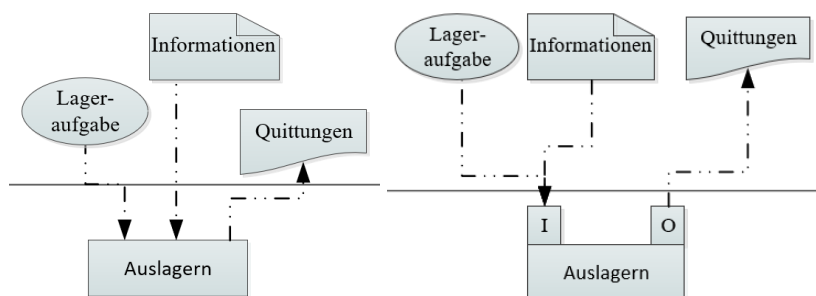 Informationen
Lager-
aufgabe
Quittungen
Auslagern
Lager-
aufgabe
Informationen
Quittungen
I
O
Auslagern